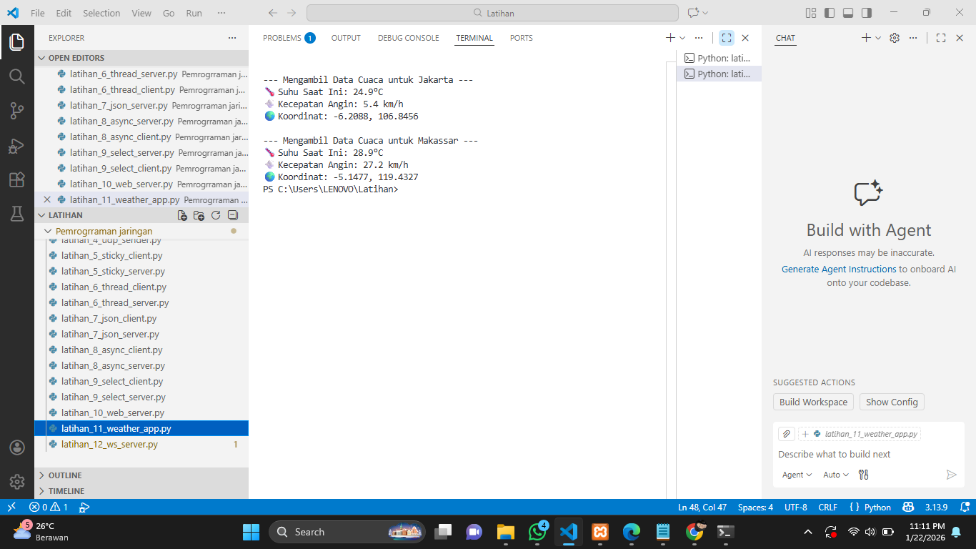 File Edit Selection View Go Run ···
Latihan
EXPLORER
OPEN EDITORS
latihan_6_thread_server.py Pemrogrraman j...
latihan_6_thread_client.py Pemrogrraman j...
latihan_7_json_server.py Pemrogrraman jari...
latihan_8_async_server.py Pemrogrraman ja...
latihan_8_async_client.py Pemrogrraman jar...
latihan_9_select_server.py Pemrogrraman j...
latihan_9_select_client.py Pemrogrraman jar...
latihan_10_web_server.py Pemrogrraman ja...
latihan_11_weather_app.py Pemrograman ...
LATIHAN
Pemrogrraman jaringan
latihan_4_udp_sender.py
latihan_5_sticky_client.py
latihan_5_sticky_server.py
latihan_6_thread_client.py
latihan_6_thread_server.py
latihan_7_json_client.py
latihan_7_json_server.py
latihan_8_async_client.py
latihan_8_async_server.py
latihan_9_select_client.py
latihan_9_select_server.py
latihan_10_web_server.py
latihan_11_weather_app.py
latihan_12_ws_server.py 1
OUTLINE
TIMELINE
PROBLEMS 1 OUTPUT DEBUG CONSOLE TERMINAL PORTS
--- Mengambil Data Cuaca untuk Jakarta ---
Suhu Saat Ini: 24.9°C
Kecepatan Angin: 5.4 km/h
Koordinat: -6.2088, 106.8456
--- Mengambil Data Cuaca untuk Makassar ---
Suhu Saat Ini: 28.9°C
Kecepatan Angin: 27.2 km/h
Koordinat: -5.1477, 119.4327
PS C:\Users\LENOVO\Latihan>
Python: lati...
Python: lati...
CHAT
Build with Agent
AI responses may be inaccurate.
Generate Agent Instructions to onboard AI
onto your codebase.
SUGGESTED ACTIONS
Build Workspace Show Config
latihan_11_weather_app.py
Describe what to build next
Agent Auto
0 1
Ln 48, Col 47 Spaces: 4 UTF-8 CRLF {} Python 3.13.9
5
26°C
Berawan
Search
4
11:11 PM
1/22/2026